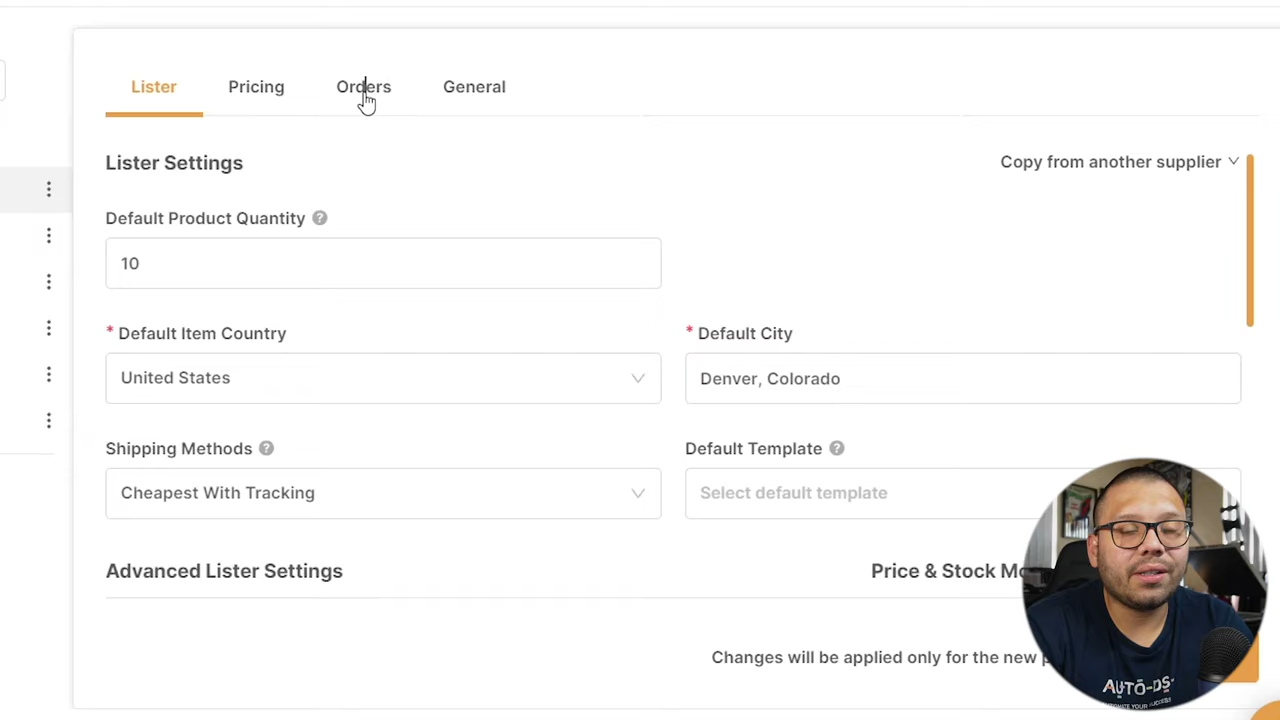 Lister Pricing Orders General
Lister Settings
Copy from another supplier
Default Product Quantity ?
10
* Default Item Country
* Default City
United States
Denver, Colorado
Shipping Methods ?
Default Template ?
Cheapest With Tracking
Select default template
Advanced Lister Settings
Price & Stock
Changes will be applied only for the new
AUTO-DS